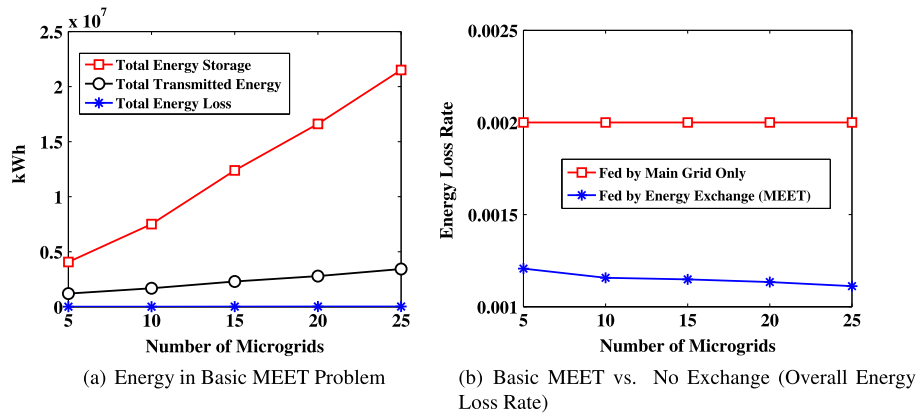 x 10^7
2.5
2
1.5
1
0.5
0
kWh
Total Energy Storage
Total Transmitted Energy
Total Energy Loss
5 10 15 20 25
Number of Microgrids
(a) Energy in Basic MEET Problem
0.0025
0.002
0.0015
0.001
Energy Loss Rate
Fed by Main Grid Only
Fed by Energy Exchange (MEET)
5 10 15 20 25
Number of Microgrids
(b) Basic MEET vs. No Exchange (Overall Energy
Loss Rate)